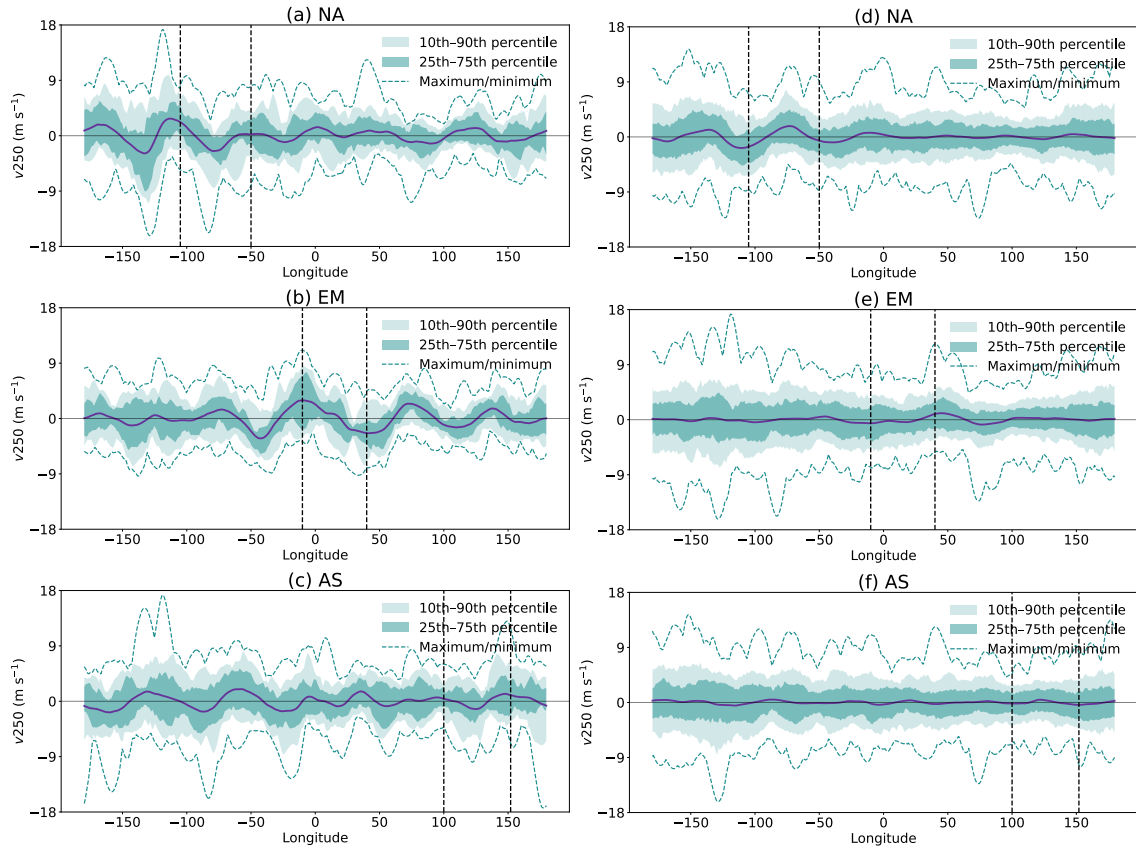 (a) NA
18
9
0
−9
−18
v250 (m s⁻¹)
10th–90th percentile
25th–75th percentile
Maximum/minimum
−150 −100 −50 0 50 100 150
Longitude
(d) NA
18
9
0
−9
−18
v250 (m s⁻¹)
10th–90th percentile
25th–75th percentile
Maximum/minimum
−150 −100 −50 0 50 100 150
Longitude
(b) EM
18
9
0
−9
−18
v250 (m s⁻¹)
10th–90th percentile
25th–75th percentile
Maximum/minimum
−150 −100 −50 0 50 100 150
Longitude
(e) EM
18
9
0
−9
−18
v250 (m s⁻¹)
10th–90th percentile
25th–75th percentile
Maximum/minimum
−150 −100 −50 0 50 100 150
Longitude
(c) AS
18
9
0
−9
−18
v250 (m s⁻¹)
10th–90th percentile
25th–75th percentile
Maximum/minimum
−150 −100 −50 0 50 100 150
Longitude
(f) AS
18
9
0
−9
−18
v250 (m s⁻¹)
10th–90th percentile
25th–75th percentile
Maximum/minimum
−150 −100 −50 0 50 100 150
Longitude